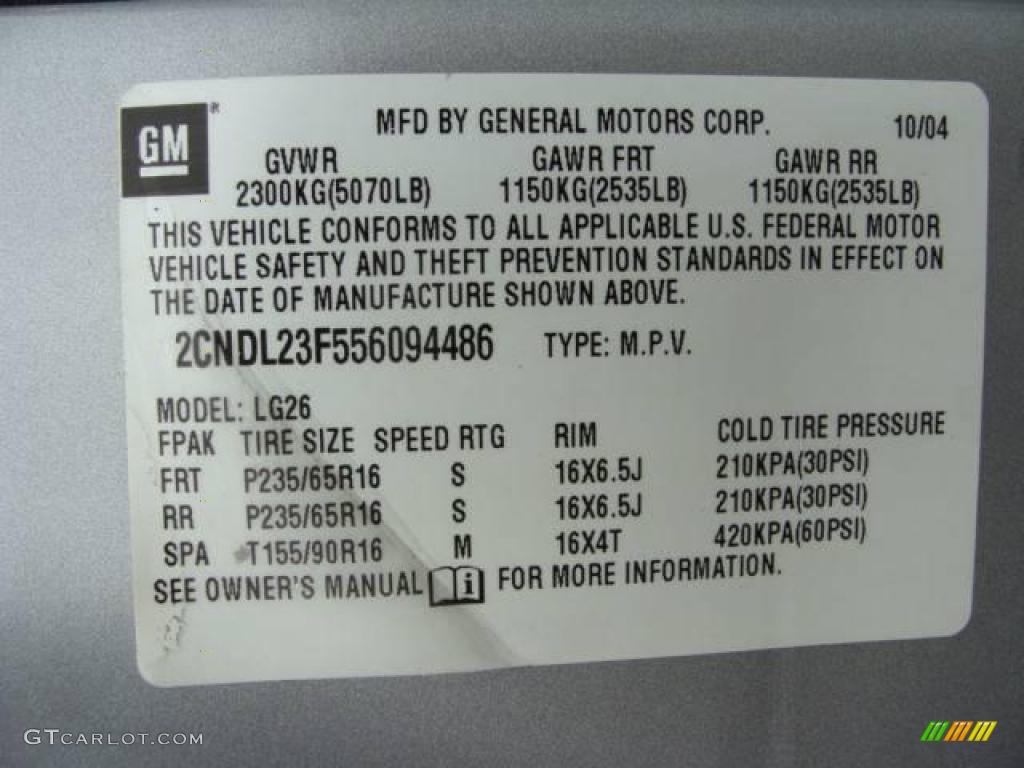 GM ®
MFD BY GENERAL MOTORS CORP. 10/04
GVWR GAWR FRT GAWR RR
2300KG(5070LB) 1150KG(2535LB) 1150KG(2535LB)
THIS VEHICLE CONFORMS TO ALL APPLICABLE U.S. FEDERAL MOTOR
VEHICLE SAFETY AND THEFT PREVENTION STANDARDS IN EFFECT ON
THE DATE OF MANUFACTURE SHOWN ABOVE.
2CNDL23F556094486 TYPE: M.P.V.
MODEL: LG26
FPAK TIRE SIZE SPEED RTG RIM COLD TIRE PRESSURE
FRT P235/65R16 S 16X6.5J 210KPA(30PSI)
RR P235/65R16 S 16X6.5J 210KPA(30PSI)
SPA T155/90R16 M 16X4T 420KPA(60PSI)
SEE OWNER'S MANUAL i FOR MORE INFORMATION.
GTCARLOT.COM